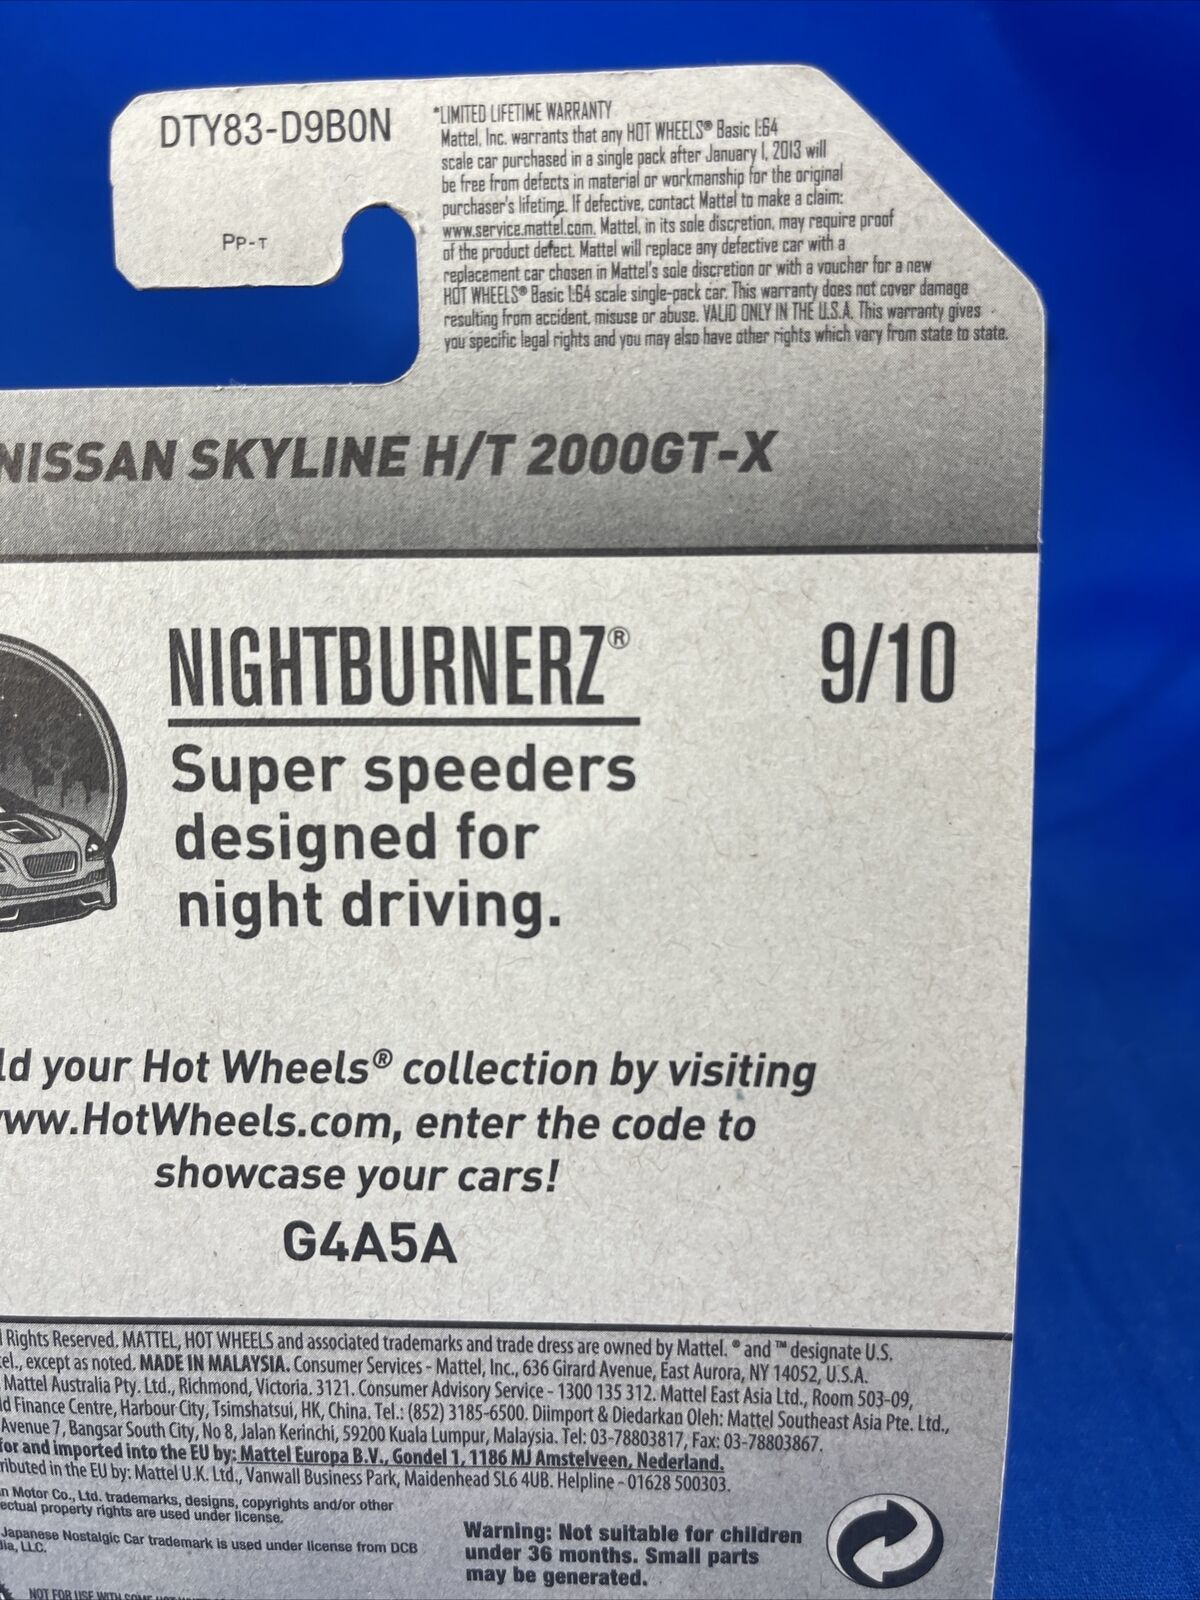 DTY83-D9B0N
PP-T
*LIMITED LIFETIME WARRANTY
Mattel, Inc. warrants that any HOT WHEELS® Basic 1:64
scale car purchased in a single pack after January 1, 2013 will
be free from defects in material or workmanship for the original
purchaser's lifetime. If defective, contact Mattel to make a claim:
www.service.mattel.com. Mattel, in its sole discretion, may require proof
of the product defect. Mattel will replace any defective car with a
replacement car chosen in Mattel's sole discretion or with a voucher for a new
HOT WHEELS® Basic 1:64 scale single-pack car. This warranty does not cover damage
resulting from accident, misuse or abuse. VALID ONLY IN THE U.S.A. This warranty gives
you specific legal rights and you may also have other rights which vary from state to state.
NISSAN SKYLINE H/T 2000GT-X
NIGHTBURNERZ® 9/10
Super speeders
designed for
night driving.
ld your Hot Wheels® collection by visiting
ww.HotWheels.com, enter the code to
showcase your cars!
G4A5A
Rights Reserved. MATTEL, HOT WHEELS and associated trademarks and trade dress are owned by Mattel. ® and ™ designate U.S.
el., except as noted. MADE IN MALAYSIA. Consumer Services - Mattel, Inc., 636 Girard Avenue, East Aurora, NY 14052, U.S.A.
Mattel Australia Pty. Ltd., Richmond, Victoria. 3121. Consumer Advisory Service - 1300 135 312. Mattel East Asia Ltd., Room 503-09,
d Finance Centre, Harbour City, Tsimshatsui, HK, China. Tel.: (852) 3185-6500. Diimport & Diedarkan Oleh: Mattel Southeast Asia Pte. Ltd.,
Avenue 7, Bangsar South City, No 8, Jalan Kerinchi, 59200 Kuala Lumpur, Malaysia. Tel: 03-78803817, Fax: 03-78803867.
for and imported into the EU by: Mattel Europa B.V., Gondel 1, 1186 MJ Amstelveen, Nederland.
ributed in the EU by: Mattel U.K. Ltd., Vanwall Business Park, Maidenhead SL6 4UB. Helpline - 01628 500303.
n Motor Co., Ltd. trademarks, designs, copyrights and/or other
ectual property rights are used under license.
Japanese Nostalgic Car trademark is used under license from DCB
ia, LLC.
Warning: Not suitable for children
under 36 months. Small parts
may be generated.
NOT FOR USE WITH SOME HOT